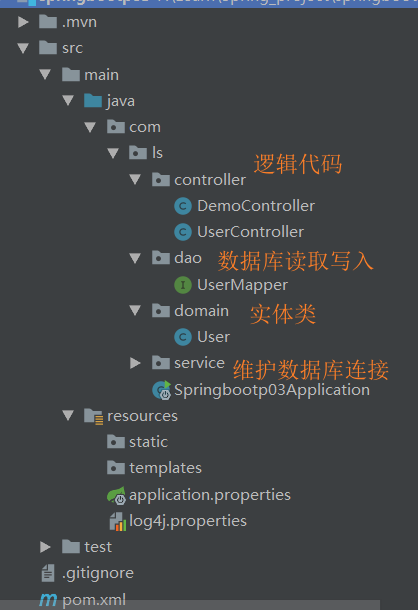 .mvn
src
main
java
com
ls
controller 逻辑代码
DemoController
UserController
dao 数据库读取写入
UserMapper
domain 实体类
User
service 维护数据库连接
Springbootp03Application
resources
static
templates
application.properties
log4j.properties
test
.gitignore
pom.xml